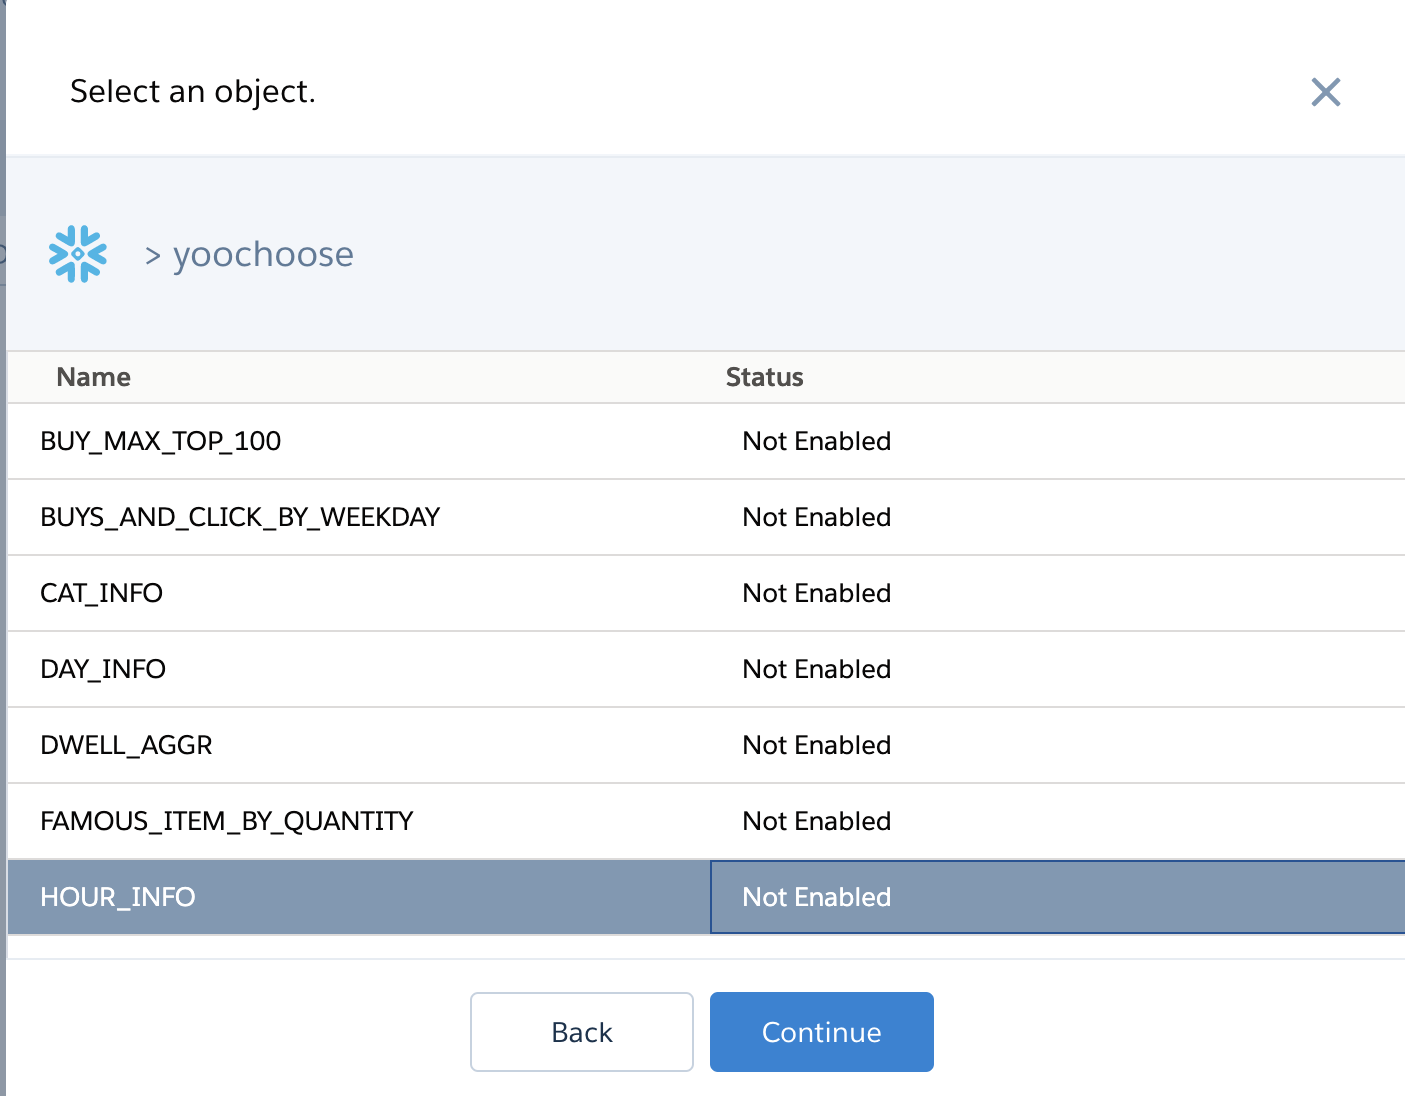 Select an object.
> yoochoose
Name Status
BUY_MAX_TOP_100 Not Enabled
BUYS_AND_CLICK_BY_WEEKDAY Not Enabled
CAT_INFO Not Enabled
DAY_INFO Not Enabled
DWELL_AGGR Not Enabled
FAMOUS_ITEM_BY_QUANTITY Not Enabled
HOUR_INFO Not Enabled
Back Continue